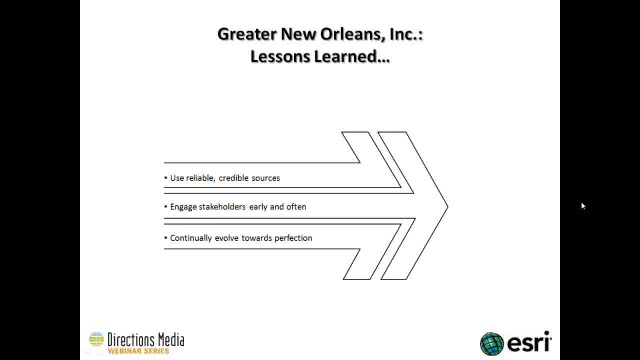 Greater New Orleans, Inc.:
Lessons Learned…
• Use reliable, credible sources
• Engage stakeholders early and often
• Continually evolve towards perfection
Directions Media
WEBINAR SERIES
esri